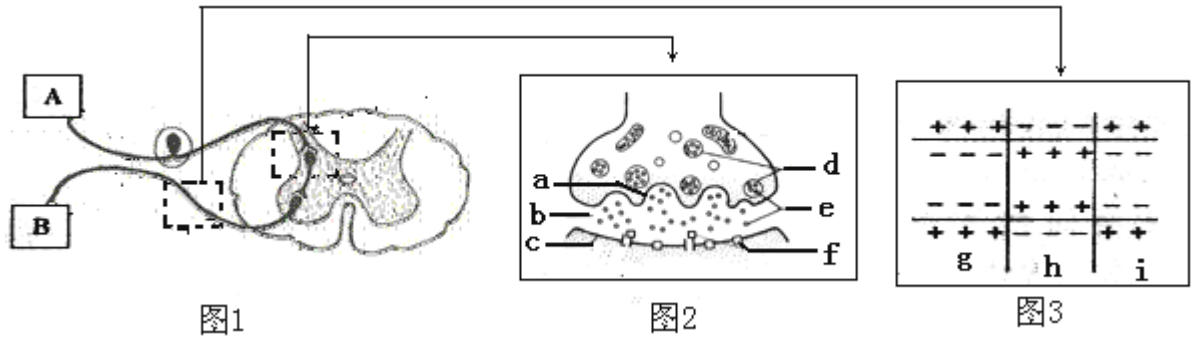 A
B
图1
a
b
c
d
e
f
图2
+ + + - - - + +
- - - + + + - -
- - - + + + - -
+ + + - - - + +
g h i
图3